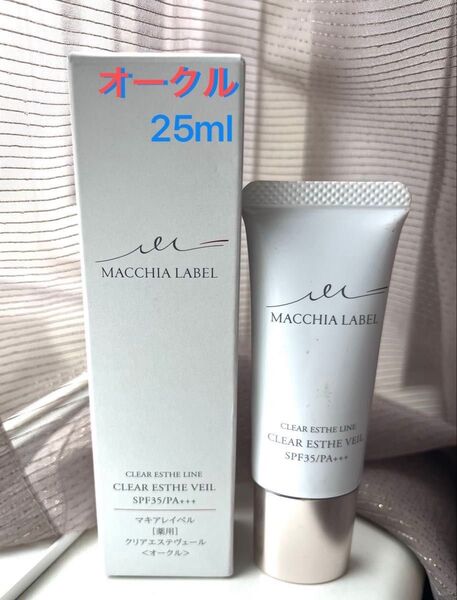 オークル
25ml
MACCHIA LABEL
CLEAR ESTHE LINE
CLEAR ESTHE VEIL
SPF35/PA+++
マキアレイベル
[薬用]
クリアエステヴェール
<オークル>
MACCHIA LABEL
CLEAR ESTHE LINE
CLEAR ESTHE VEIL
SPF35/PA+++